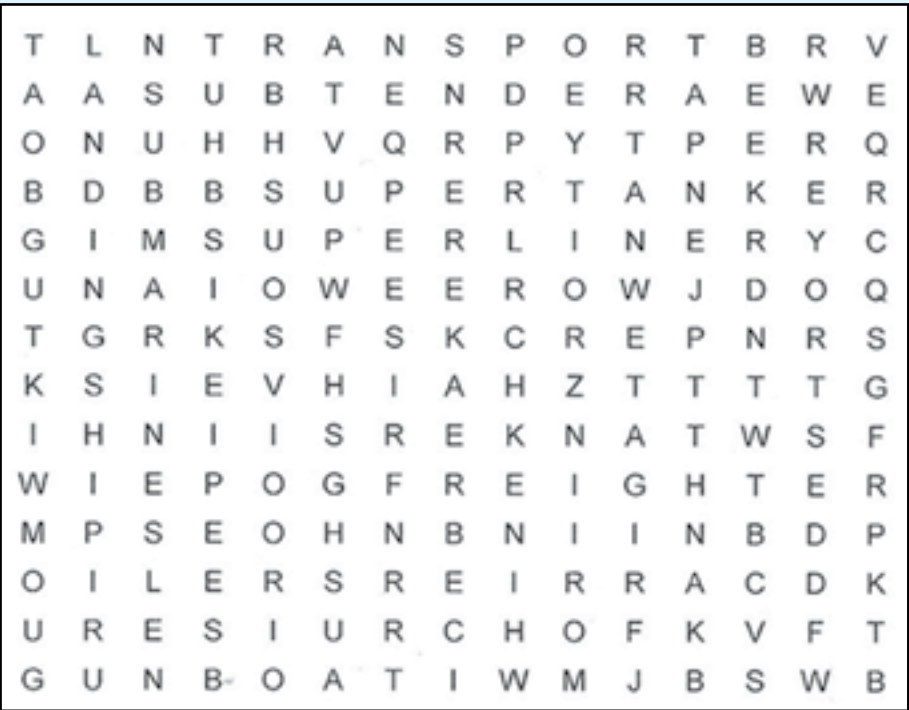 T L N T R A N S P O R T B R V
A A S U B T E N D E R A E W E
O N U H H V Q R P Y T P E R Q
B D B B S U P E R T A N K E R
G I M S U P E R L I N E R Y C
U N A I O W E E R O W J D O Q
T G R K S F S K C R E P N R S
K S I E V H I A H Z T T T T G
I H N I I S R E K N A T W S F
W I E P O G F R E I G H T E R
M P S E O H N B N I I N B D P
O I L E R S R E I R R A C D K
U R E S I U R C H O F K V F T
G U N B O A T I W M J B S W B